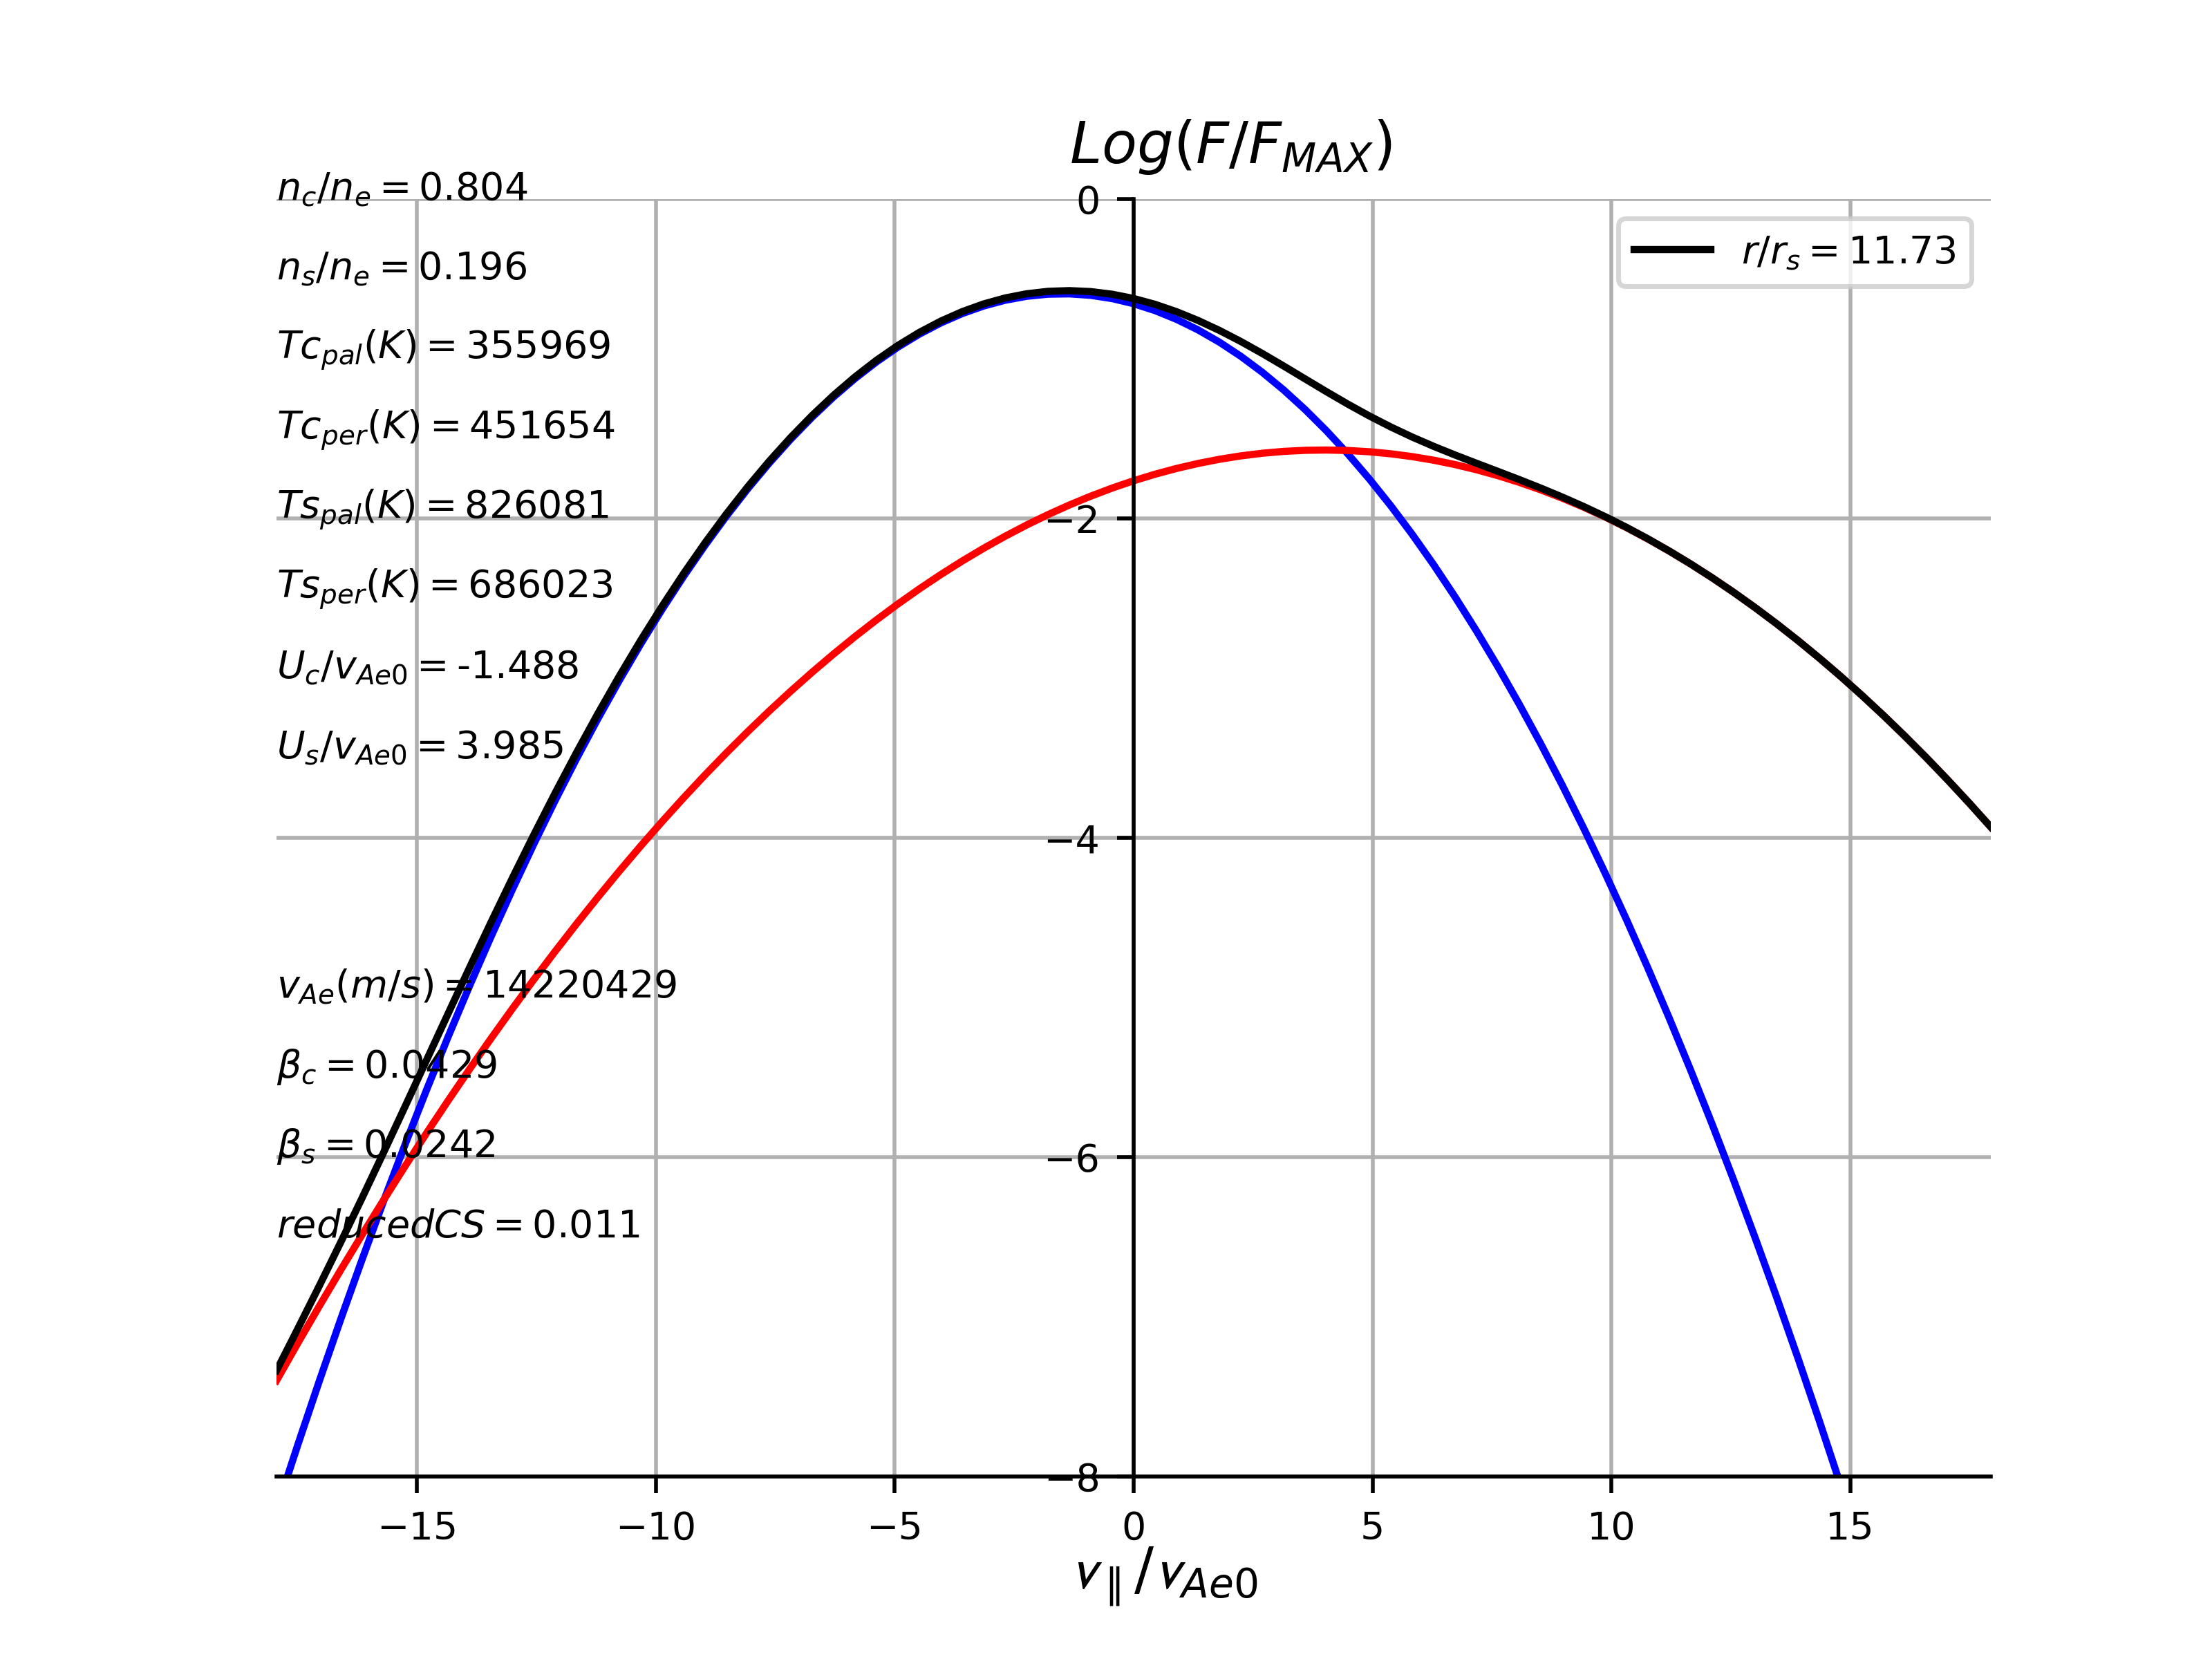 Log(F/F_MAX)
n_c/n_e = 0.804
0
r/r_s = 11.73
n_s/n_e = 0.196
Tc_pal(K) = 355969
Tc_per(K) = 451654
Ts_pal(K) = 826081
−2
Ts_per(K) = 686023
U_c/v_Ae0 = -1.488
U_s/v_Ae0 = 3.985
−4
v_Ae(m/s) = 14220429
β_c = 0.0429
β_s = 0.0242
−6
reducedCS = 0.011
−8
−15 −10 −5 0 5 10 15
v_∥/v_Ae0